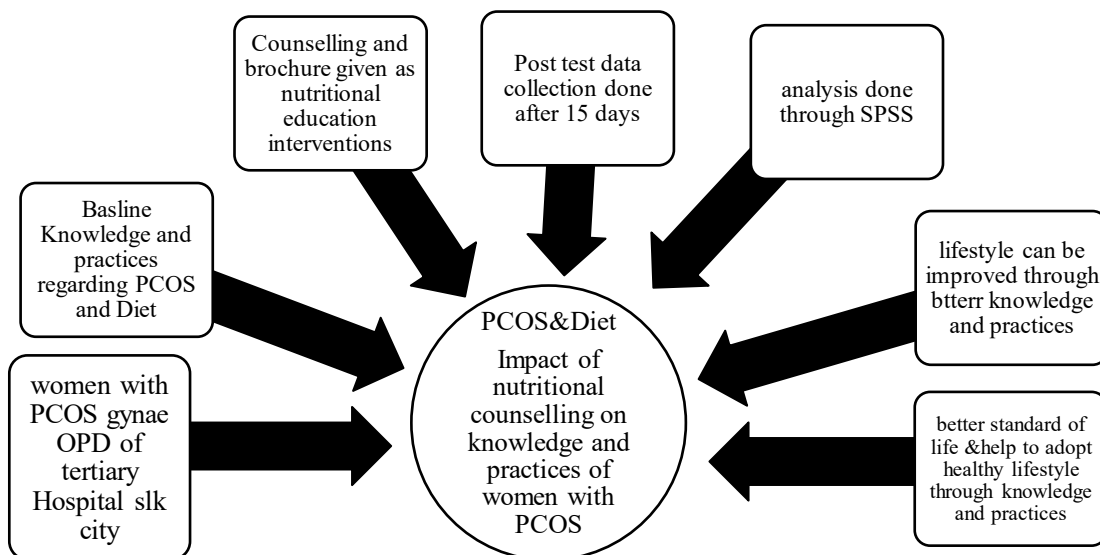 Counselling and
brochure given as
nutritional
education
interventions
Post test data
collection done
after 15 days
analysis done
through SPSS
Basline
Knowledge and
practices
regarding PCOS
and Diet
lifestyle can be
improved through
btterr knowledge
and practices
women with
PCOS gynae
OPD of
tertiary
Hospital slk
city
PCOS&Diet
Impact of
nutritional
counselling on
knowledge and
practices of
women with
PCOS
better standard of
life &help to adopt
healthy lifestyle
through knowledge
and practices